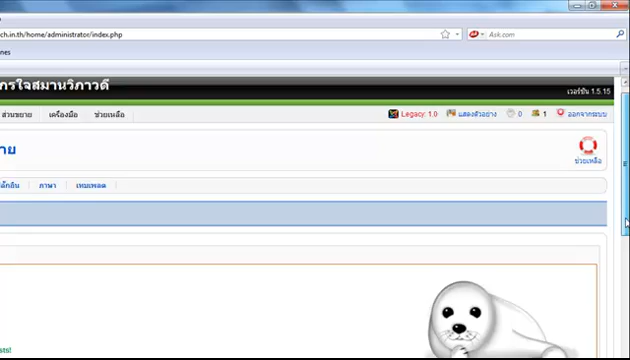 ch.in.th/home/administrator/index.php
Ask.com
nes
กรใจสมานวิภาวดี
เวอร์ชัน 1.5.15
ส่วนขยาย เครื่องมือ ช่วยเหลือ
Legacy: 1.0 แสดงตัวอย่าง 0 1 ออกจากระบบ
าย
ช่วยเหลือ
ลั๊กอิน ภาษา เทมเพลต
sts!